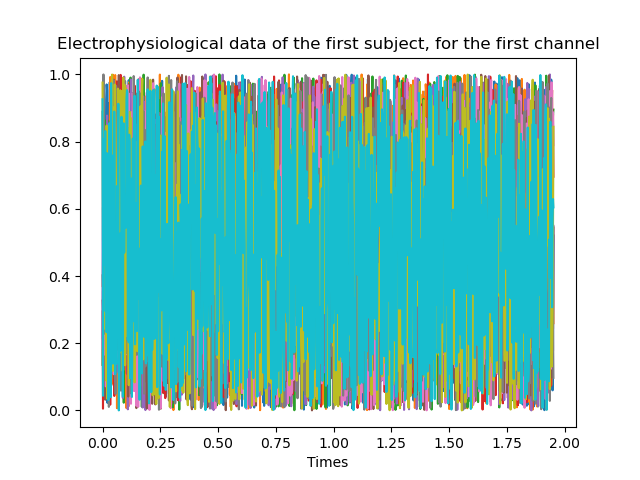 Electrophysiological data of the first subject, for the first channel
1.0
0.8
0.6
0.4
0.2
0.0
0.00 0.25 0.50 0.75 1.00 1.25 1.50 1.75 2.00
Times